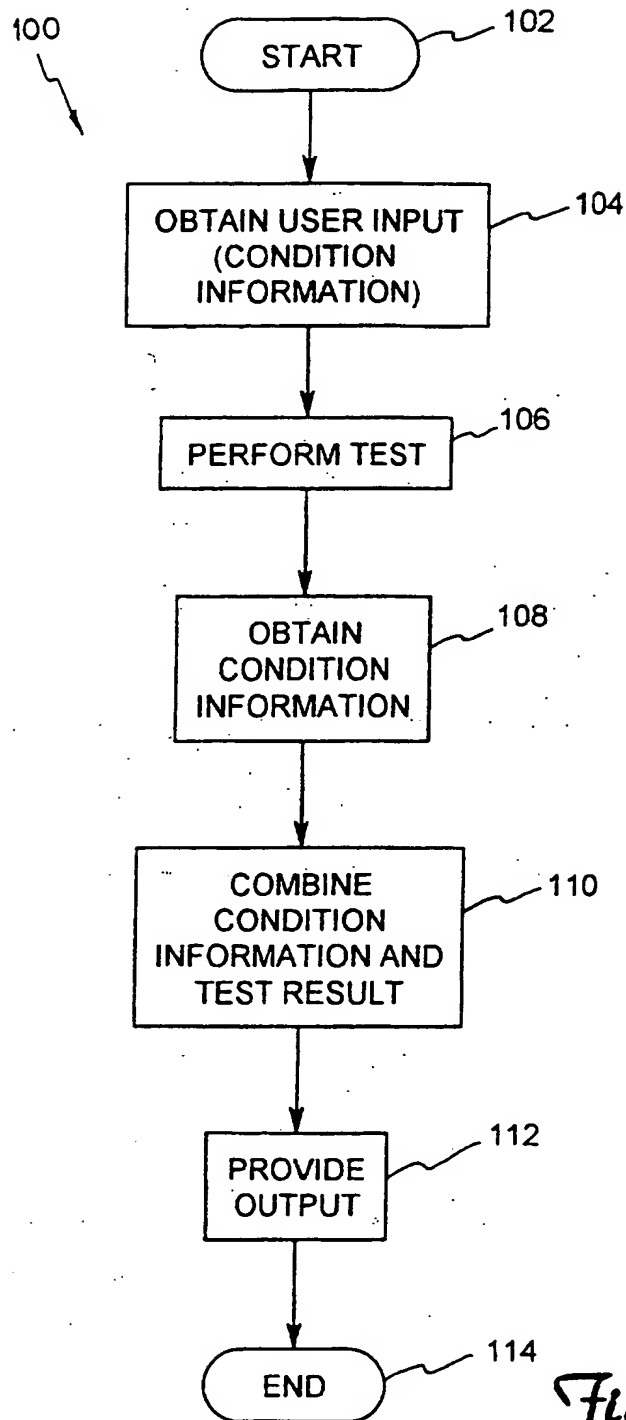 100
START
102
OBTAIN USER INPUT
(CONDITION
INFORMATION)
104
PERFORM TEST
106
OBTAIN
CONDITION
INFORMATION
108
COMBINE
CONDITION
INFORMATION AND
TEST RESULT
110
PROVIDE
OUTPUT
112
END
114